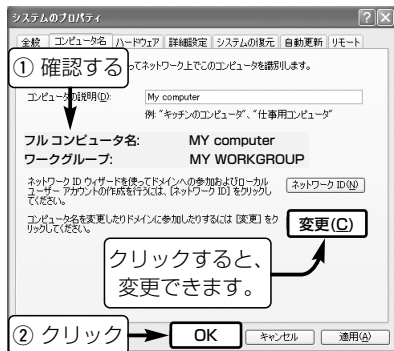 システムのプロパティ
全般 コンピュータ名 ハードウェア 詳細設定 システムの復元 自動更新 リモート
① 確認する
ってネットワーク上でこのコンピュータを識別します。
コンピュータの説明(D): My computer
例: "キッチンのコンピュータ"、"仕事用コンピュータ"
フル コンピュータ名: MY computer
ワークグループ: MY WORKGROUP
ネットワーク ID ウィザードを使ってドメインへの参加およびローカル
ユーザー アカウントの作成を行うには、[ネットワーク ID] をクリックし
てください。
ネットワーク ID(N)
コンピュータ名を変更したりドメインに参加したりするには [変更] をク
リックしてください。
変更(C)
クリックすると、
変更できます。
② クリック
OK キャンセル 適用(A)